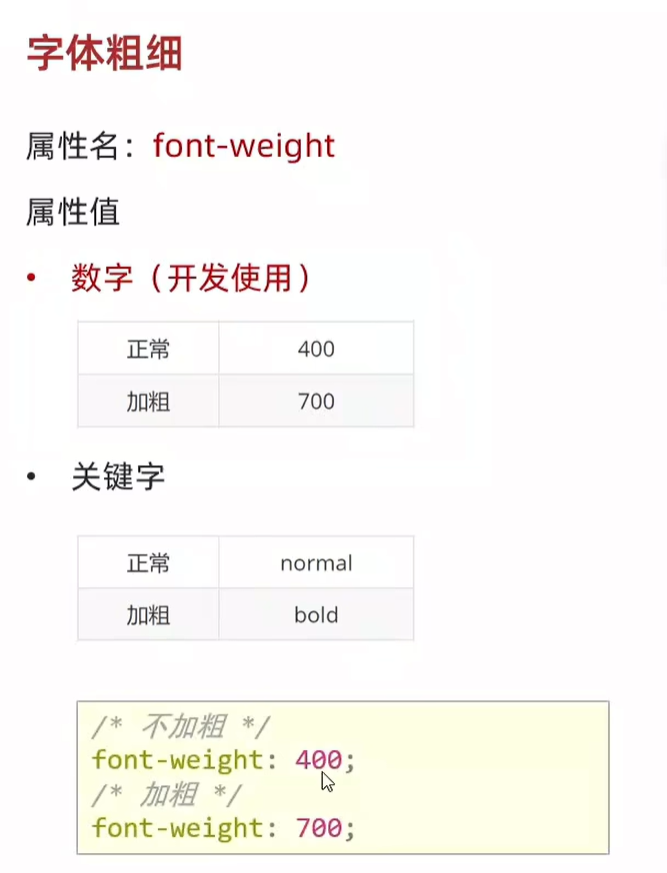 字体粗细
属性名：font-weight
属性值
• 数字（开发使用）
正常 400
加粗 700
• 关键字
正常 normal
加粗 bold
/* 不加粗 */
font-weight: 400;
/* 加粗 */
font-weight: 700;